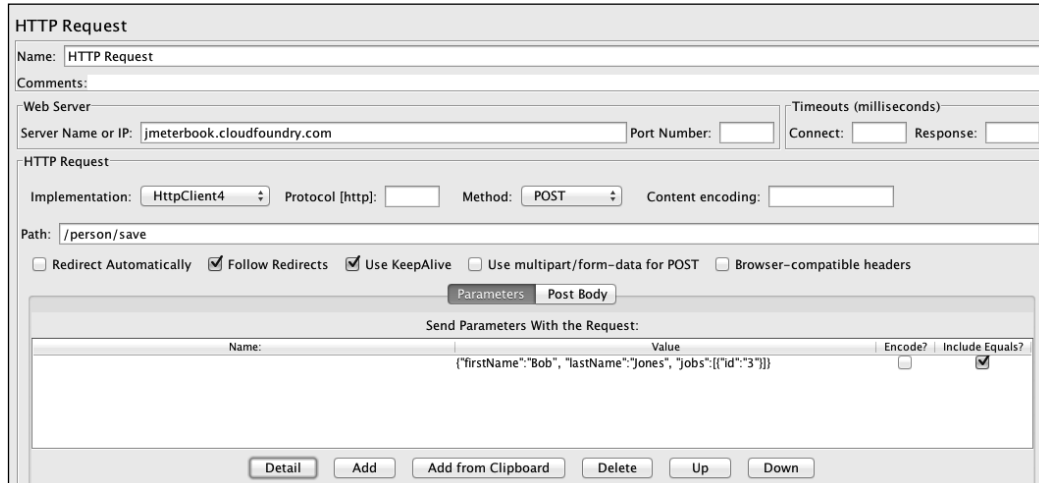 HTTP Request
Name: HTTP Request
Comments:
Web Server
Timeouts (milliseconds)
Server Name or IP: jmeterbook.cloudfoundry.com Port Number: Connect: Response:
HTTP Request
Implementation: HttpClient4 Protocol [http]: Method: POST Content encoding:
Path: /person/save
Redirect Automatically Follow Redirects Use KeepAlive Use multipart/form-data for POST Browser-compatible headers
Parameters Post Body
Send Parameters With the Request:
Name: Value Encode? Include Equals?
{"firstName":"Bob", "lastName":"Jones", "jobs":[{"id":"3"}]}
Detail Add Add from Clipboard Delete Up Down